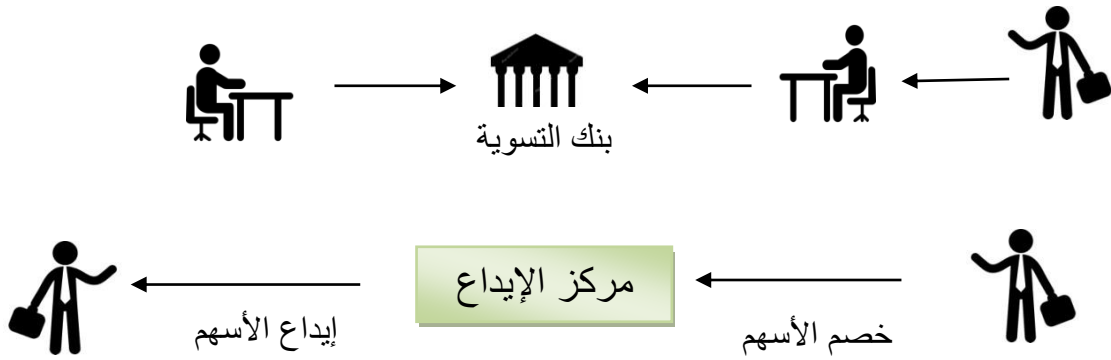 بنك التسوية
مركز الإيداع
خصم الأسهم
إيداع الأسهم